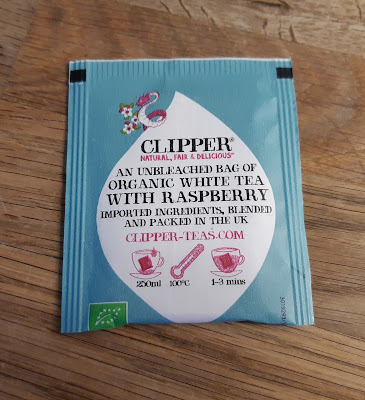 CLIPPER®
NATURAL, FAIR & DELICIOUS™
AN UNBLEACHED BAG OF
ORGANIC WHITE TEA
WITH RASPBERRY
IMPORTED INGREDIENTS, BLENDED
AND PACKED IN THE UK
CLIPPER-TEAS.COM
250ml 100°C 1-3 mins